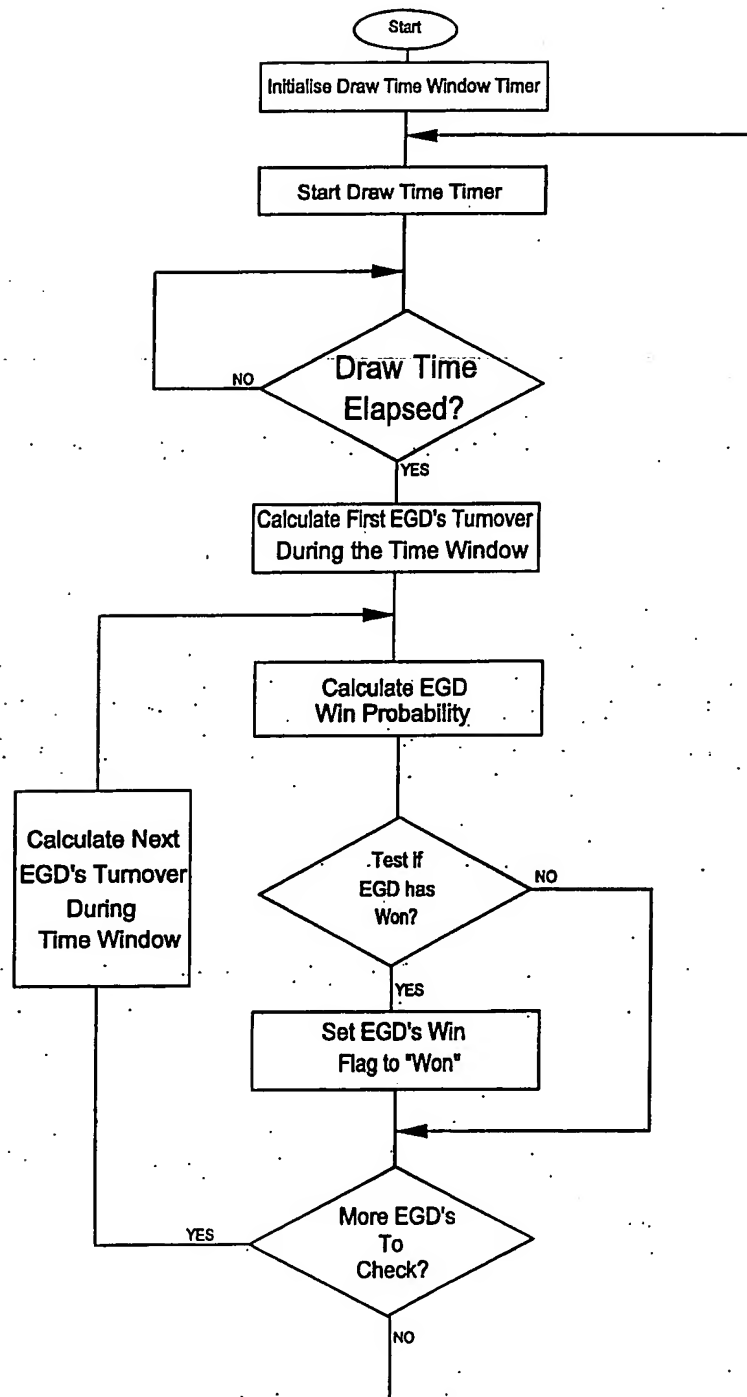 Start
Initialise Draw Time Window Timer
Start Draw Time Timer
Draw Time
Elapsed?
NO
YES
Calculate First EGD's Turnover
During the Time Window
Calculate EGD
Win Probability
Calculate Next
EGD's Turnover
During
Time Window
Test if
EGD has
Won?
NO
YES
Set EGD's Win
Flag to "Won"
More EGD's
To
Check?
YES
NO